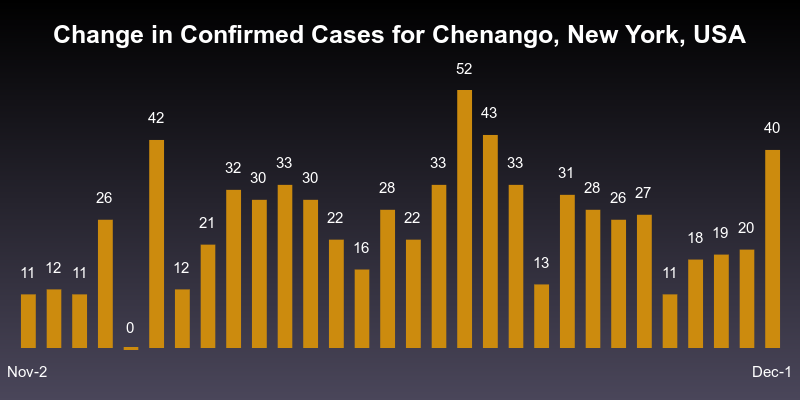 Change in Confirmed Cases for Chenango, New York, USA
11 12 11 26 0 42 12 21 32 30 33 30 22 16 28 22 33 52 43 33 13 31 28 26 27 11 18 19 20 40
Nov-2 Dec-1